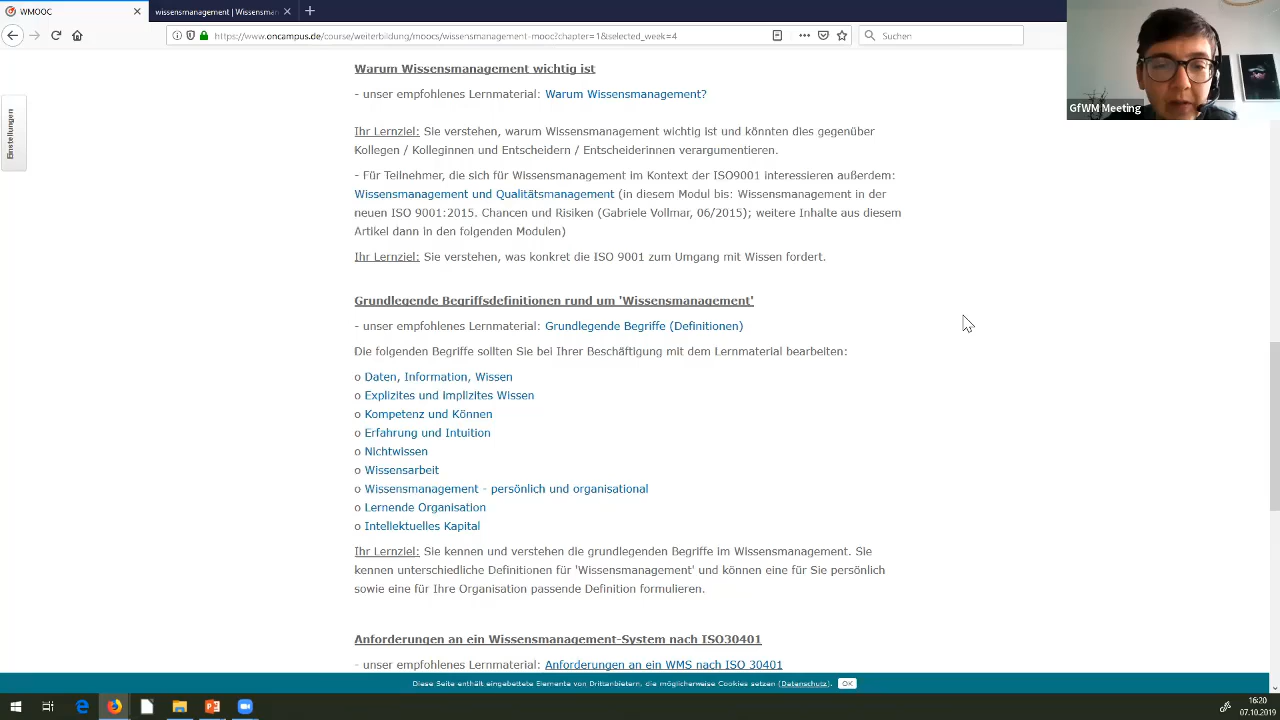 WMOOC
wissensmanagement | Wissensman
https://www.oncampus.de/course/weiterbildung/moocs/wissensmanagement-mooc?chapter=1&selected_week=4
Suchen
GfWM Meeting
Einstellungen
Warum Wissensmanagement wichtig ist
- unser empfohlenes Lernmaterial: Warum Wissensmanagement?
Ihr Lernziel: Sie verstehen, warum Wissensmanagement wichtig ist und könnten dies gegenüber
Kollegen / Kolleginnen und Entscheidern / Entscheiderinnen verargumentieren.
- Für Teilnehmer, die sich für Wissensmanagement im Kontext der ISO9001 interessieren außerdem:
Wissensmanagement und Qualitätsmanagement (in diesem Modul bis: Wissensmanagement in der
neuen ISO 9001:2015. Chancen und Risiken (Gabriele Vollmar, 06/2015); weitere Inhalte aus diesem
Artikel dann in den folgenden Modulen)
Ihr Lernziel: Sie verstehen, was konkret die ISO 9001 zum Umgang mit Wissen fordert.
Grundlegende Begriffsdefinitionen rund um 'Wissensmanagement'
- unser empfohlenes Lernmaterial: Grundlegende Begriffe (Definitionen)
Die folgenden Begriffe sollten Sie bei Ihrer Beschäftigung mit dem Lernmaterial bearbeiten:
o Daten, Information, Wissen
o Explizites und implizites Wissen
o Kompetenz und Können
o Erfahrung und Intuition
o Nichtwissen
o Wissensarbeit
o Wissensmanagement - persönlich und organisational
o Lernende Organisation
o Intellektuelles Kapital
Ihr Lernziel: Sie kennen und verstehen die grundlegenden Begriffe im Wissensmanagement. Sie
kennen unterschiedliche Definitionen für 'Wissensmanagement' und können eine für Sie persönlich
sowie eine für Ihre Organisation passende Definition formulieren.
Anforderungen an ein Wissensmanagement-System nach ISO30401
- unser empfohlenes Lernmaterial: Anforderungen an ein WMS nach ISO 30401
Diese Seite enthält eingebettete Elemente von Drittanbietern, die möglicherweise Cookies setzen (Datenschutz). OK
16:20
07.10.2019